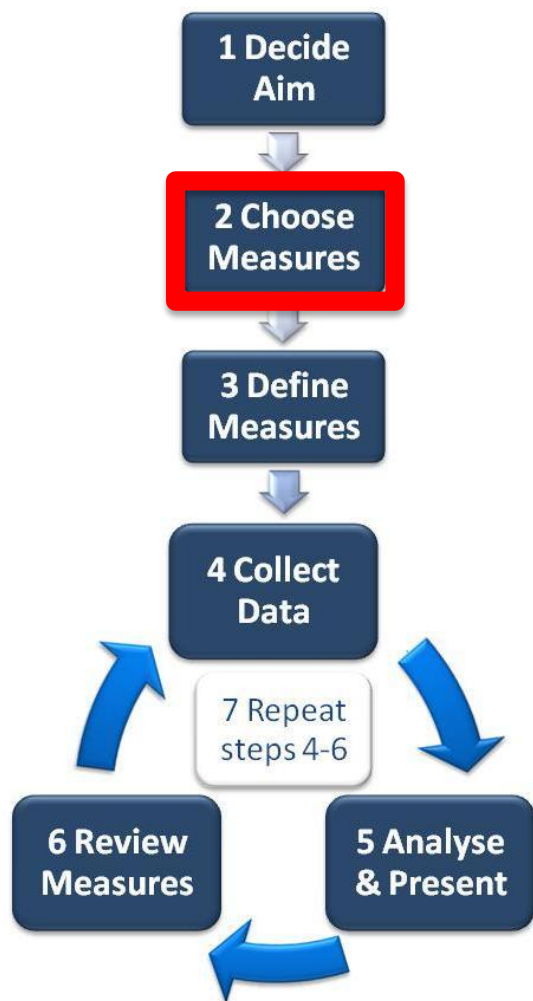 1 Decide
Aim
2 Choose
Measures
3 Define
Measures
4 Collect
Data
7 Repeat
steps 4-6
6 Review
Measures
5 Analyse
& Present